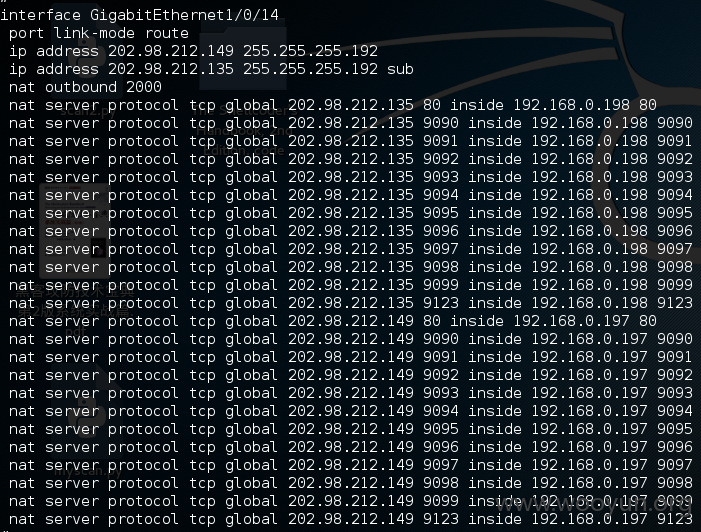 interface GigabitEthernet1/0/14
port link-mode route
ip address 202.98.212.149 255.255.255.192
ip address 202.98.212.135 255.255.255.192 sub
nat outbound 2000
nat server protocol tcp global 202.98.212.135 80 inside 192.168.0.198 80
nat server protocol tcp global 202.98.212.135 9090 inside 192.168.0.198 9090
nat server protocol tcp global 202.98.212.135 9091 inside 192.168.0.198 9091
nat server protocol tcp global 202.98.212.135 9092 inside 192.168.0.198 9092
nat server protocol tcp global 202.98.212.135 9093 inside 192.168.0.198 9093
nat server protocol tcp global 202.98.212.135 9094 inside 192.168.0.198 9094
nat server protocol tcp global 202.98.212.135 9095 inside 192.168.0.198 9095
nat server protocol tcp global 202.98.212.135 9096 inside 192.168.0.198 9096
nat server protocol tcp global 202.98.212.135 9097 inside 192.168.0.198 9097
nat server protocol tcp global 202.98.212.135 9098 inside 192.168.0.198 9098
nat server protocol tcp global 202.98.212.135 9099 inside 192.168.0.198 9099
nat server protocol tcp global 202.98.212.135 9123 inside 192.168.0.198 9123
nat server protocol tcp global 202.98.212.149 80 inside 192.168.0.197 80
nat server protocol tcp global 202.98.212.149 9090 inside 192.168.0.197 9090
nat server protocol tcp global 202.98.212.149 9091 inside 192.168.0.197 9091
nat server protocol tcp global 202.98.212.149 9092 inside 192.168.0.197 9092
nat server protocol tcp global 202.98.212.149 9093 inside 192.168.0.197 9093
nat server protocol tcp global 202.98.212.149 9094 inside 192.168.0.197 9094
nat server protocol tcp global 202.98.212.149 9095 inside 192.168.0.197 9095
nat server protocol tcp global 202.98.212.149 9096 inside 192.168.0.197 9096
nat server protocol tcp global 202.98.212.149 9097 inside 192.168.0.197 9097
nat server protocol tcp global 202.98.212.149 9098 inside 192.168.0.197 9098
nat server protocol tcp global 202.98.212.149 9099 inside 192.168.0.197 9099
nat server protocol tcp global 202.98.212.149 9123 inside 192.168.0.197 9123
www.wooyun.org